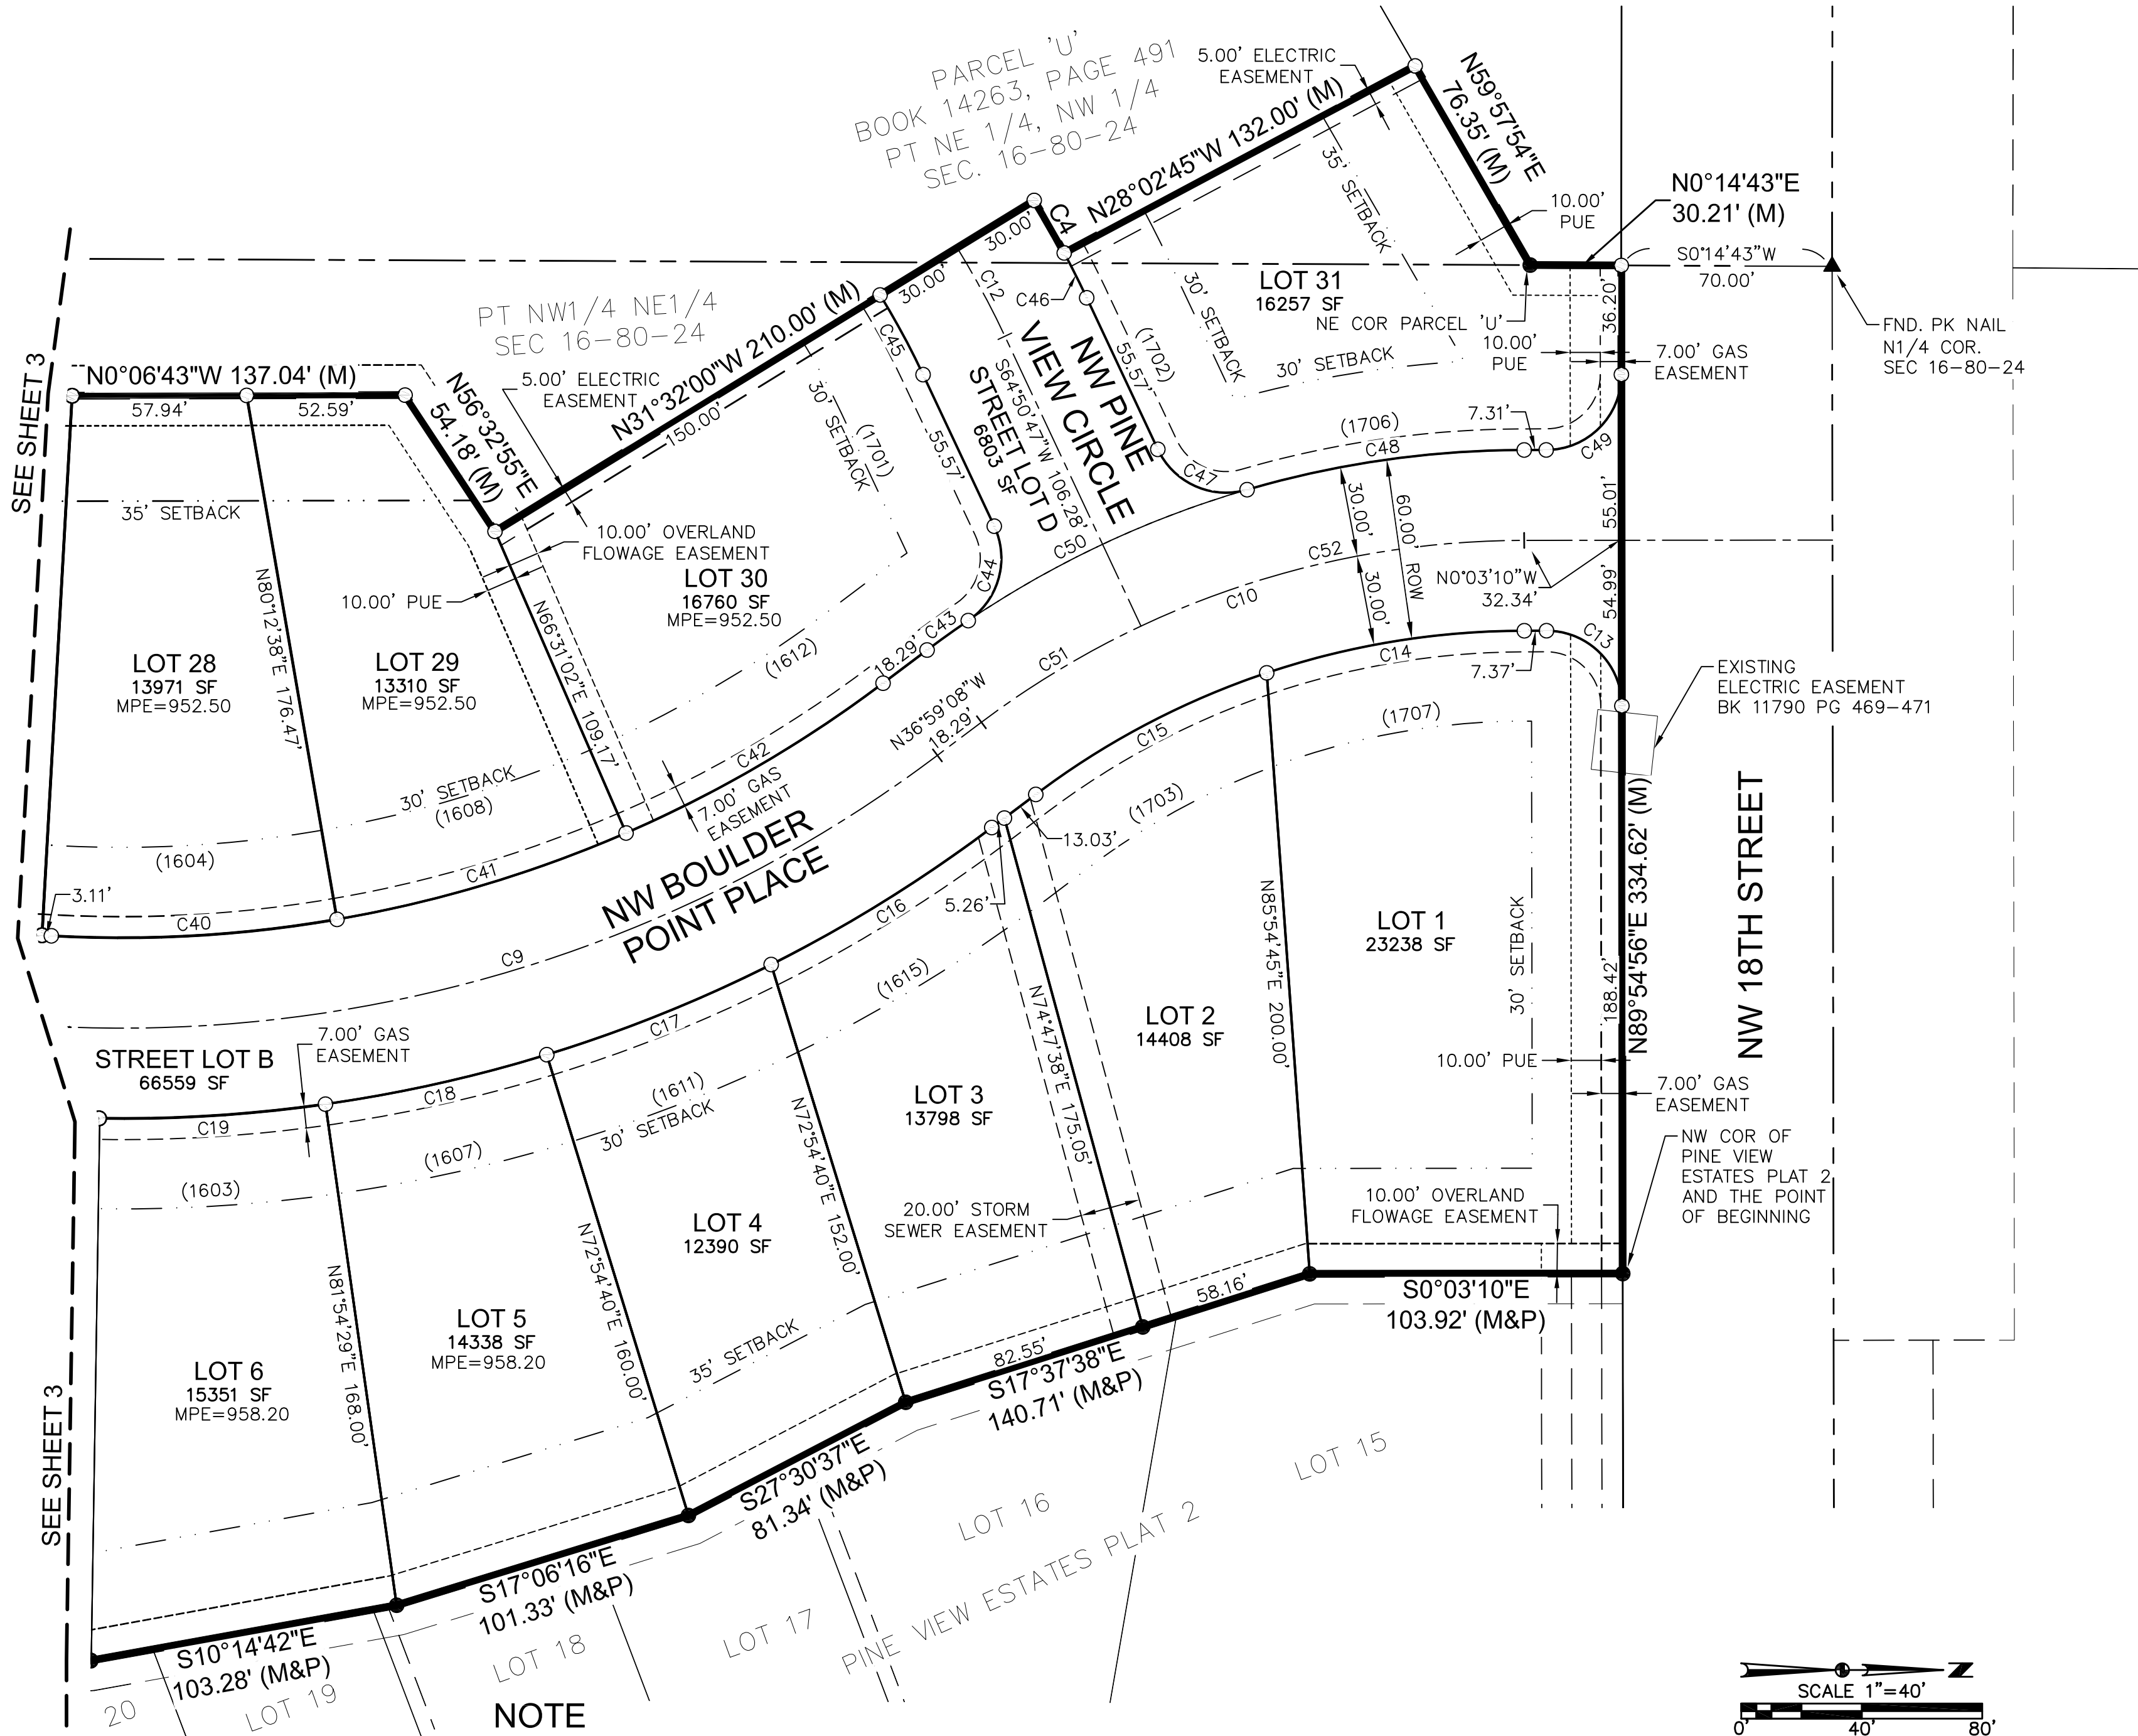 PARCEL 'U'
BOOK 14263, PAGE 491
PT NE 1/4, NW 1/4
SEC. 16-80-24
5.00' ELECTRIC
EASEMENT
N59°57'54"E
76.35' (M)
N28°02'45"W 132.00' (M)
C4
30.00'
30.00'
35' SETBACK
10.00'
PUE
N0°14'43"E
30.21' (M)
S0°14'43"W
70.00'
FND. PK NAIL
N1/4 COR.
SEC 16-80-24
LOT 31
16257 SF
NE COR PARCEL 'U'
10.00'
PUE
36.20'
7.00' GAS
EASEMENT
30' SETBACK
30' SETBACK
C46
C12
(1702)
55.57'
NW PINE
VIEW CIRCLE
S64°50'47"W 106.28'
STREET LOT D
6803 SF
PT NW1/4 NE1/4
SEC 16-80-24
N31°32'00"W 210.00' (M)
150.00'
C45
55.57'
5.00' ELECTRIC
EASEMENT
SEE SHEET 3
N0°06'43"W 137.04' (M)
57.94'
52.59'
N56°32'55"E
54.18' (M)
30' SETBACK
(1701)
7.31'
(1706)
C48
C49
C47
C44
C43
C50
C52
30.00'
60.00'
ROW
30.00'
55.01'
N0°03'10"W
32.34'
54.99'
35' SETBACK
10.00' OVERLAND
FLOWAGE EASEMENT
LOT 30
16760 SF
MPE=952.50
10.00' PUE
N66°31'02"E 109.17'
(1612)
18.29'
C10
C51
N36°59'08"W
18.29'
C14
7.37'
C13
EXISTING
ELECTRIC EASEMENT
BK 11790 PG 469-471
LOT 28
13971 SF
MPE=952.50
N80°12'38"E 176.47'
LOT 29
13310 SF
MPE=952.50
30' SETBACK
(1608)
(1604)
C42
7.00' GAS
EASEMENT
C15
(1707)
(1703)
3.11'
C40
C41
NW BOULDER
POINT PLACE
C9
C16
5.26'
13.03'
N85°54'45"E 200.00'
LOT 1
23238 SF
30' SETBACK
188.42'
N89°54'56"E 334.62' (M)
NW 18TH STREET
(1615)
N74°47'38"E 175.05'
LOT 2
14408 SF
STREET LOT B
66559 SF
7.00' GAS
EASEMENT
C17
C18
C19
(1611)
30' SETBACK
(1607)
(1603)
LOT 3
13798 SF
N72°54'40"E 152.00'
10.00' PUE
7.00' GAS
EASEMENT
NW COR OF
PINE VIEW
ESTATES PLAT 2
AND THE POINT
OF BEGINNING
10.00' OVERLAND
FLOWAGE EASEMENT
20.00' STORM
SEWER EASEMENT
LOT 4
12390 SF
N72°54'40"E 160.00'
N81°54'29"E 168.00'
LOT 5
14338 SF
MPE=958.20
LOT 6
15351 SF
MPE=958.20
35' SETBACK
58.16'
S0°03'10"E
103.92' (M&P)
82.55'
S17°37'38"E
140.71' (M&P)
S27°30'37"E
81.34' (M&P)
S17°06'16"E
101.33' (M&P)
S10°14'42"E
103.28' (M&P)
SEE SHEET 3
LOT 15
LOT 16
LOT 17
LOT 18
LOT 19
20
PINE VIEW ESTATES PLAT 2
NOTE
Z
SCALE 1"=40'
0' 40' 80'